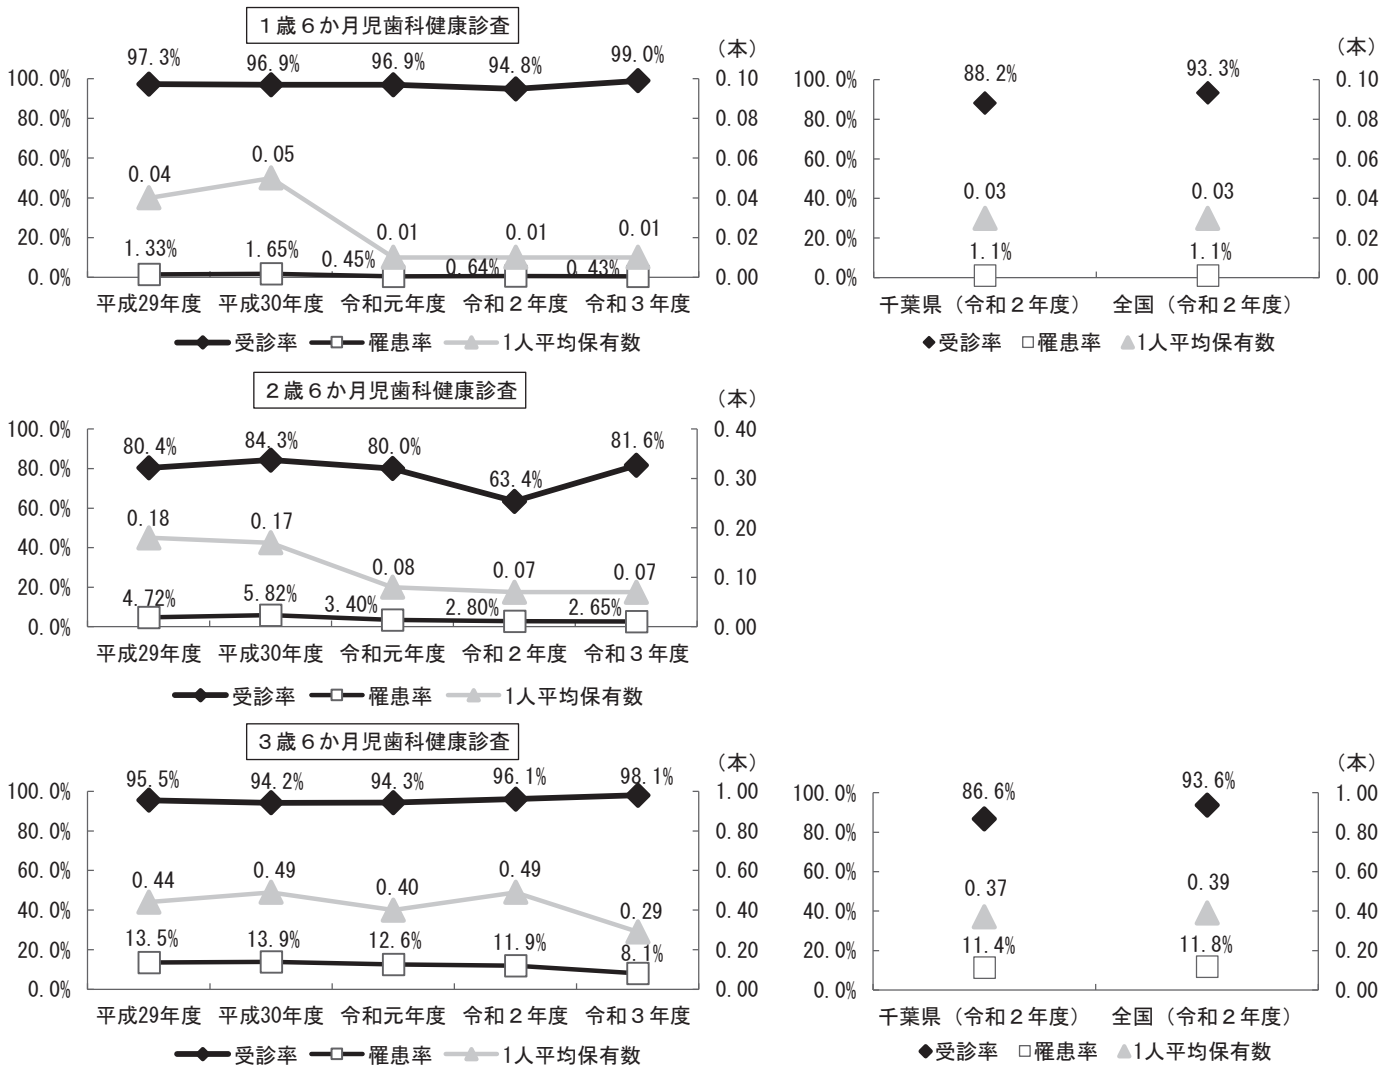 １歳６か月児歯科健康診査
（本）
97.3%
96.9%
96.9%
94.8%
99.0%
100.0%
80.0%
60.0%
40.0%
20.0%
0.0%
0.10
0.08
0.06
0.04
0.02
0.00
0.04
0.05
0.01
0.01
0.01
1.33%
1.65%
0.45%
0.64%
0.43%
平成29年度
平成30年度
令和元年度
令和２年度
令和３年度
受診率
罹患率
1人平均保有数
（本）
88.2%
93.3%
100.0%
80.0%
60.0%
40.0%
20.0%
0.0%
0.10
0.08
0.06
0.04
0.02
0.00
0.03
0.03
1.1%
1.1%
千葉県（令和２年度）
全国（令和２年度）
受診率
罹患率
1人平均保有数
２歳６か月児歯科健康診査
（本）
100.0%
80.0%
60.0%
40.0%
20.0%
0.0%
0.40
0.30
0.20
0.10
0.00
80.4%
84.3%
80.0%
63.4%
81.6%
0.18
0.17
0.08
0.07
0.07
4.72%
5.82%
3.40%
2.80%
2.65%
平成29年度
平成30年度
令和元年度
令和２年度
令和３年度
受診率
罹患率
1人平均保有数
３歳６か月児歯科健康診査
（本）
95.5%
94.2%
94.3%
96.1%
98.1%
100.0%
80.0%
60.0%
40.0%
20.0%
0.0%
1.00
0.80
0.60
0.40
0.20
0.00
0.44
0.49
0.40
0.49
0.29
13.5%
13.9%
12.6%
11.9%
8.1%
平成29年度
平成30年度
令和元年度
令和２年度
令和３年度
受診率
罹患率
1人平均保有数
（本）
86.6%
93.6%
100.0%
80.0%
60.0%
40.0%
20.0%
0.0%
1.00
0.80
0.60
0.40
0.20
0.00
0.37
0.39
11.4%
11.8%
千葉県（令和２年度）
全国（令和２年度）
受診率
罹患率
1人平均保有数